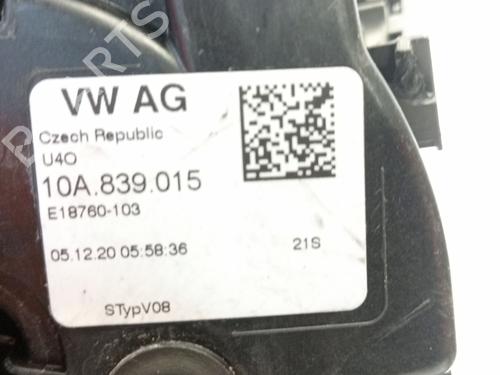 VW AG
Czech Republic
U4O
10A.839.015
E18760-103
05.12.20 05:58:36 21S
STypV08